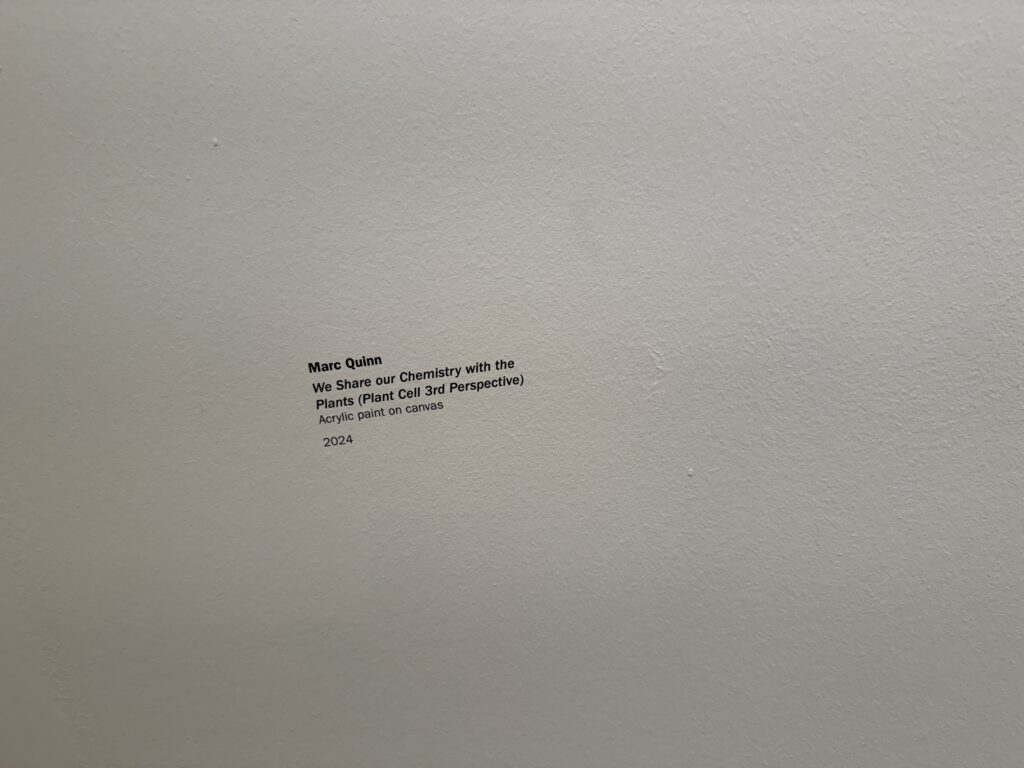 Marc Quinn
We Share our Chemistry with the
Plants (Plant Cell 3rd Perspective)
Acrylic paint on canvas
2024